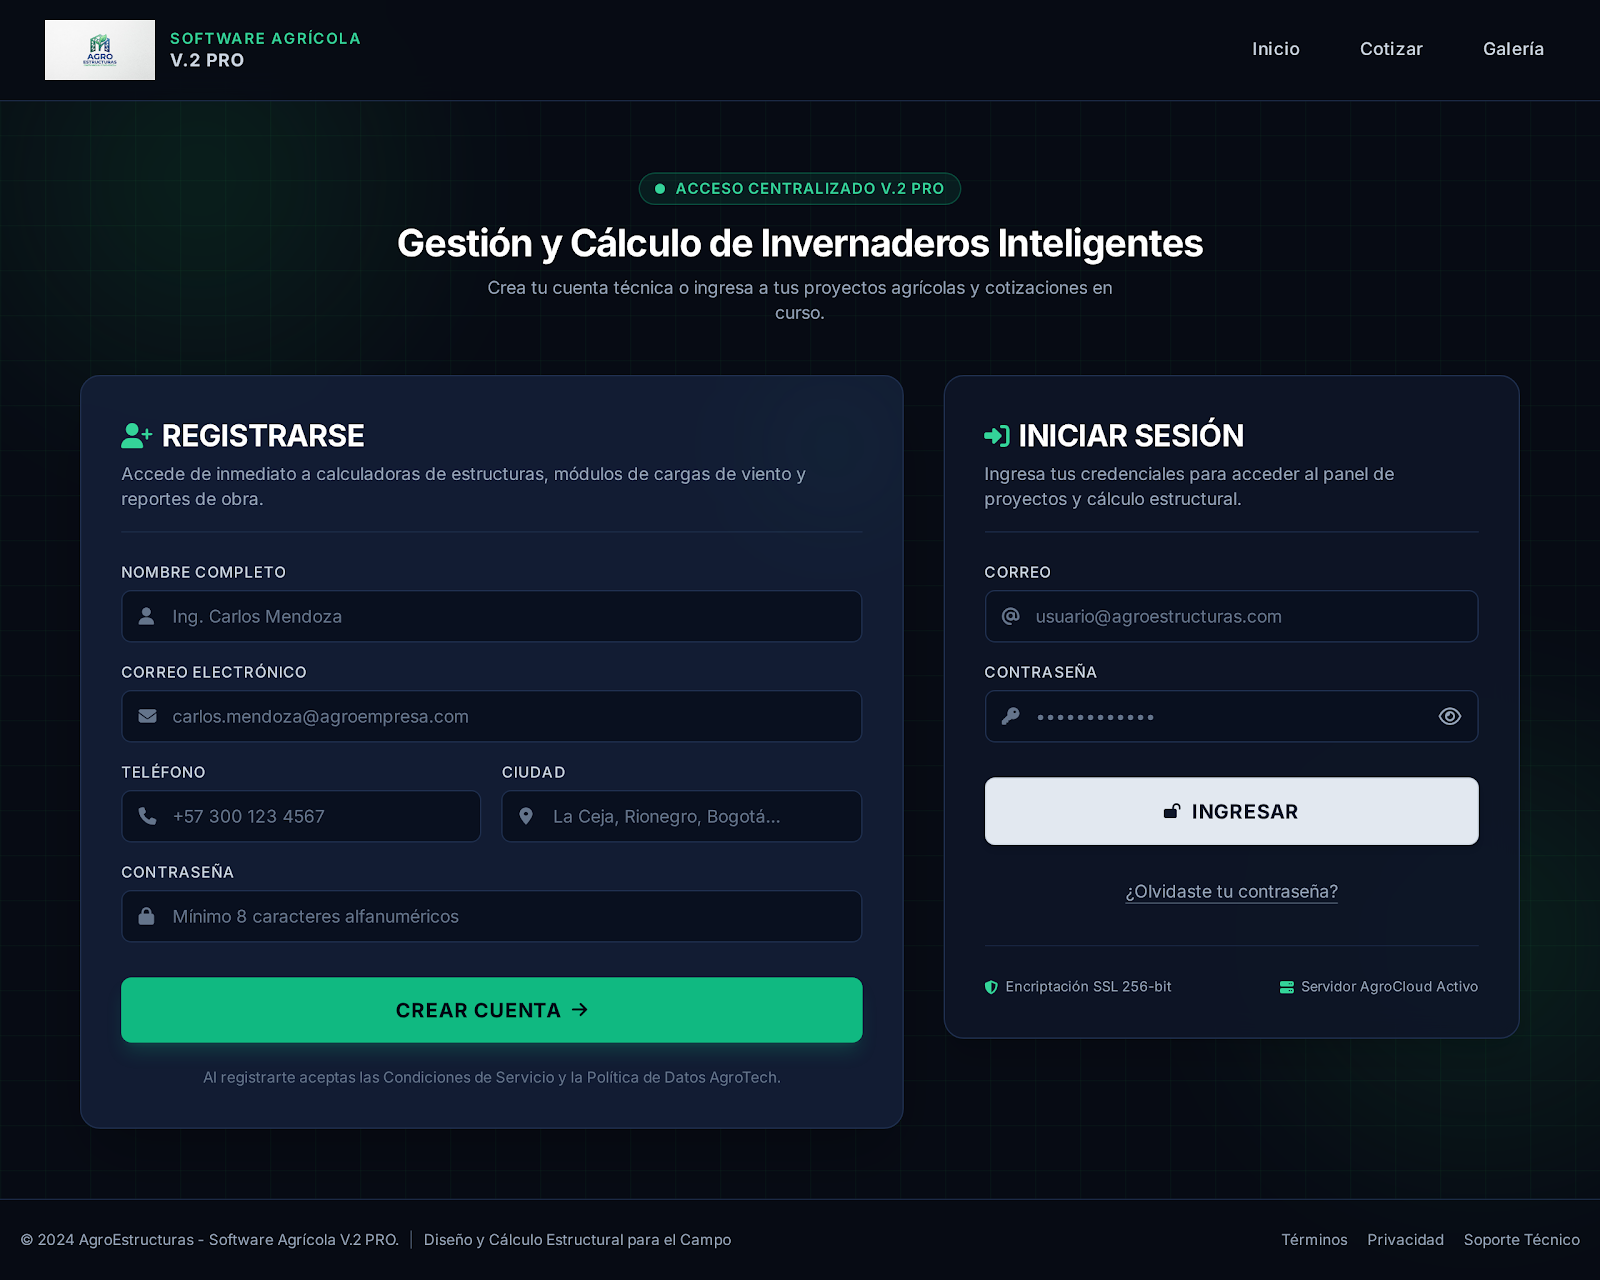 AGRO
ESTRUCTURAS
SOFTWARE AGRÍCOLA
V.2 PRO
Inicio
Cotizar
Galería
ACCESO CENTRALIZADO V.2 PRO
Gestión y Cálculo de Invernaderos Inteligentes
Crea tu cuenta técnica o ingresa a tus proyectos agrícolas y cotizaciones en
curso.
REGISTRARSE
Accede de inmediato a calculadoras de estructuras, módulos de cargas de viento y
reportes de obra.
NOMBRE COMPLETO
Ing. Carlos Mendoza
CORREO ELECTRÓNICO
carlos.mendoza@agroempresa.com
TELÉFONO
+57 300 123 4567
CIUDAD
La Ceja, Rionegro, Bogotá...
CONTRASEÑA
Mínimo 8 caracteres alfanuméricos
CREAR CUENTA →
Al registrarte aceptas las Condiciones de Servicio y la Política de Datos AgroTech.
INICIAR SESIÓN
Ingresa tus credenciales para acceder al panel de
proyectos y cálculo estructural.
CORREO
usuario@agroestructuras.com
CONTRASEÑA
••••••••••••
INGRESAR
¿Olvidaste tu contraseña?
Encriptación SSL 256-bit
Servidor AgroCloud Activo
© 2024 AgroEstructuras - Software Agrícola V.2 PRO. | Diseño y Cálculo Estructural para el Campo
Términos
Privacidad
Soporte Técnico